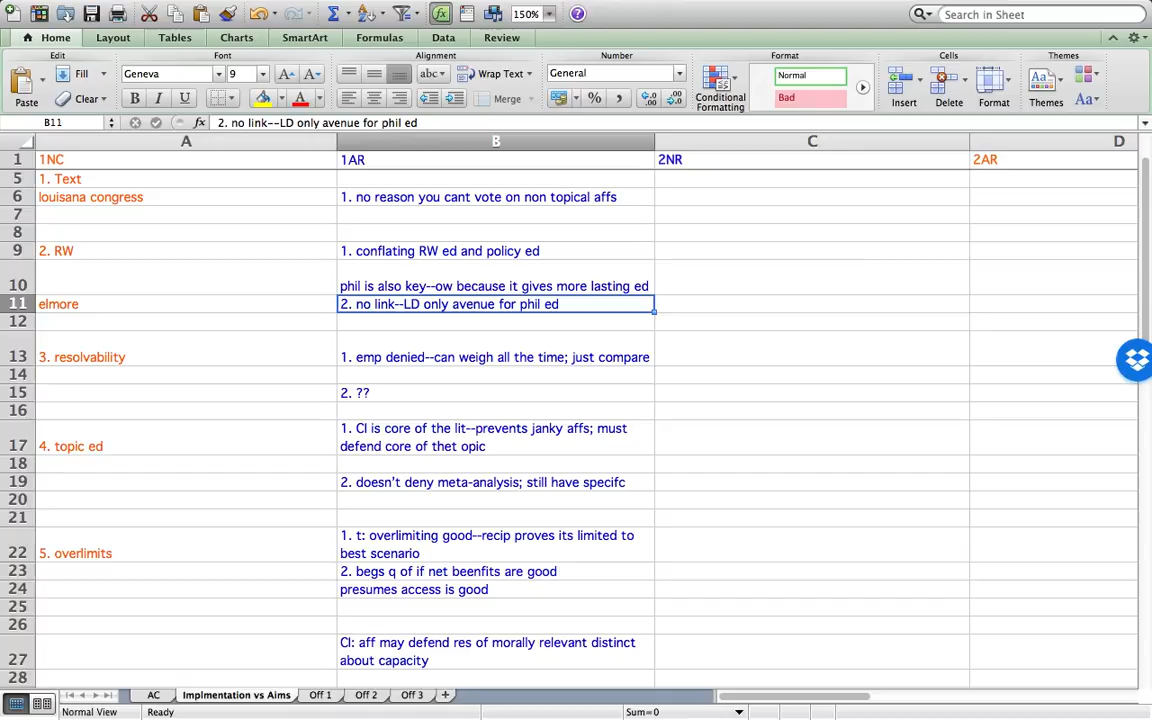 150%
Search in Sheet
Home Layout Tables Charts SmartArt Formulas Data Review
Edit Font Alignment Number Format Cells Themes
Fill Geneva 9 abc Wrap Text General Normal
Paste Clear B I U A Merge % Bad Conditional Formatting Insert Delete Format Themes Aa
B11 fx 2. no link--LD only avenue for phil ed
A B C D
1 1NC 1AR 2NR 2AR
5 1. Text
6 louisana congress 1. no reason you cant vote on non topical affs
7
8
9 2. RW 1. conflating RW ed and policy ed
10 phil is also key--ow because it gives more lasting ed
11 elmore 2. no link--LD only avenue for phil ed
12
13 3. resolvability 1. emp denied--can weigh all the time; just compare
14
15 2. ??
16
1. CI is core of the lit--prevents janky affs; must
17 4. topic ed defend core of thet opic
18
19 2. doesn't deny meta-analysis; still have specifc
20
21
1. t: overlimiting good--recip proves its limited to
22 5. overlimits best scenario
23 2. begs q of if net beenfits are good
24 presumes access is good
25
26
CI: aff may defend res of morally relevant distinct
27 about capacity
28
AC Implmentation vs Aims Off 1 Off 2 Off 3
Normal View Ready Sum=0